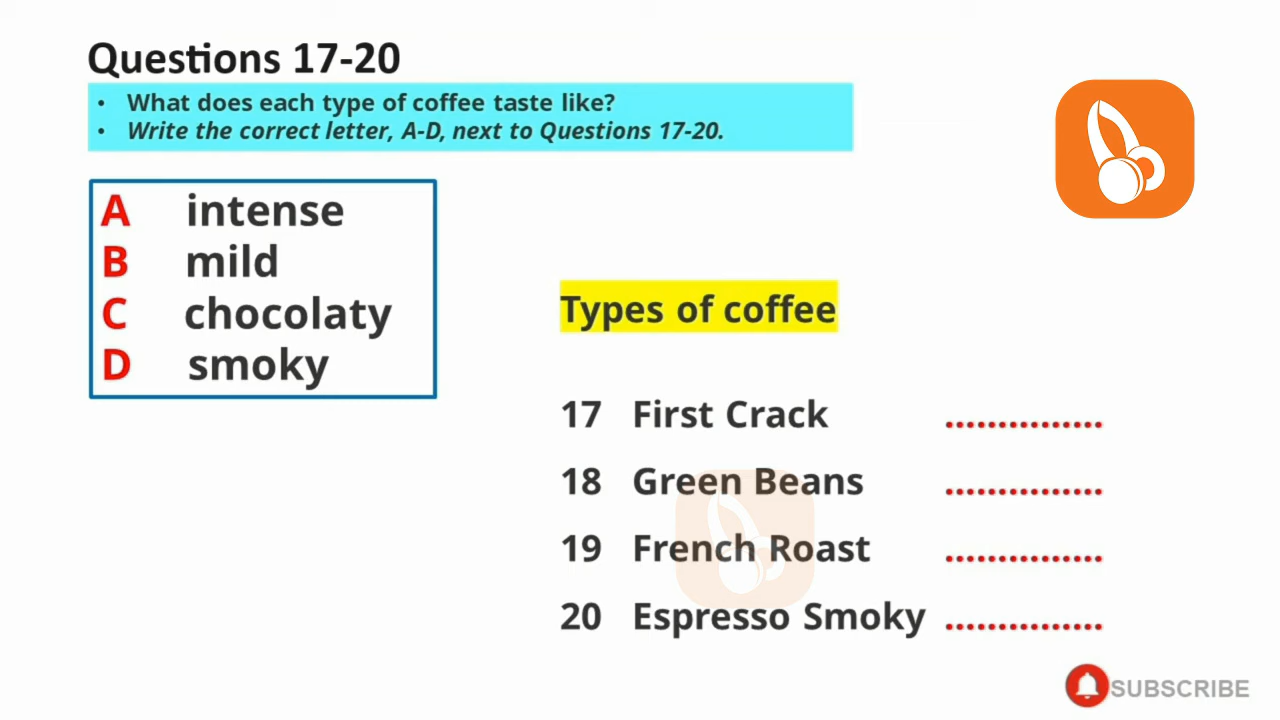 Questions 17-20
• What does each type of coffee taste like?
• Write the correct letter, A-D, next to Questions 17-20.
A intense
B mild
C chocolaty
D smoky
Types of coffee
17 First Crack ...............
18 Green Beans ...............
19 French Roast ...............
20 Espresso Smoky ...............
SUBSCRIBE